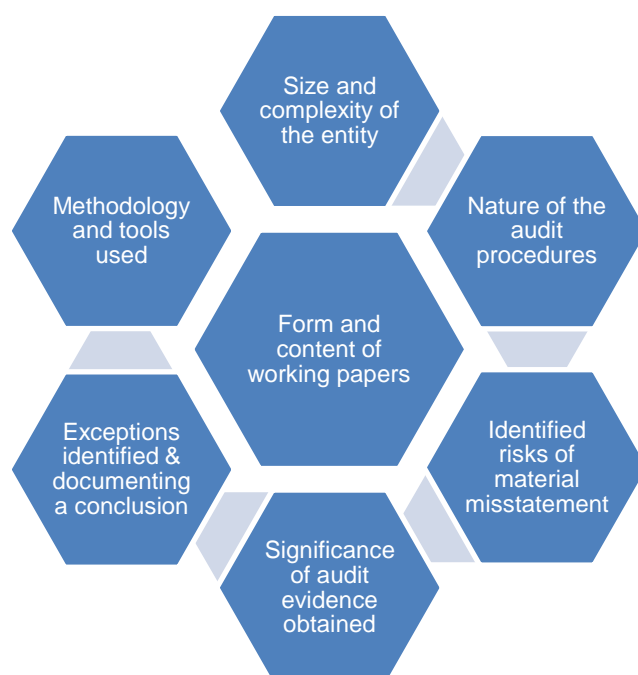 Size and
complexity of
the entity
Nature of the
audit
procedures
Identified
risks of
material
misstatement
Significance
of audit
evidence
obtained
Exceptions
identified &
documenting
a conclusion
Methodology
and tools
used
Form and
content of
working papers